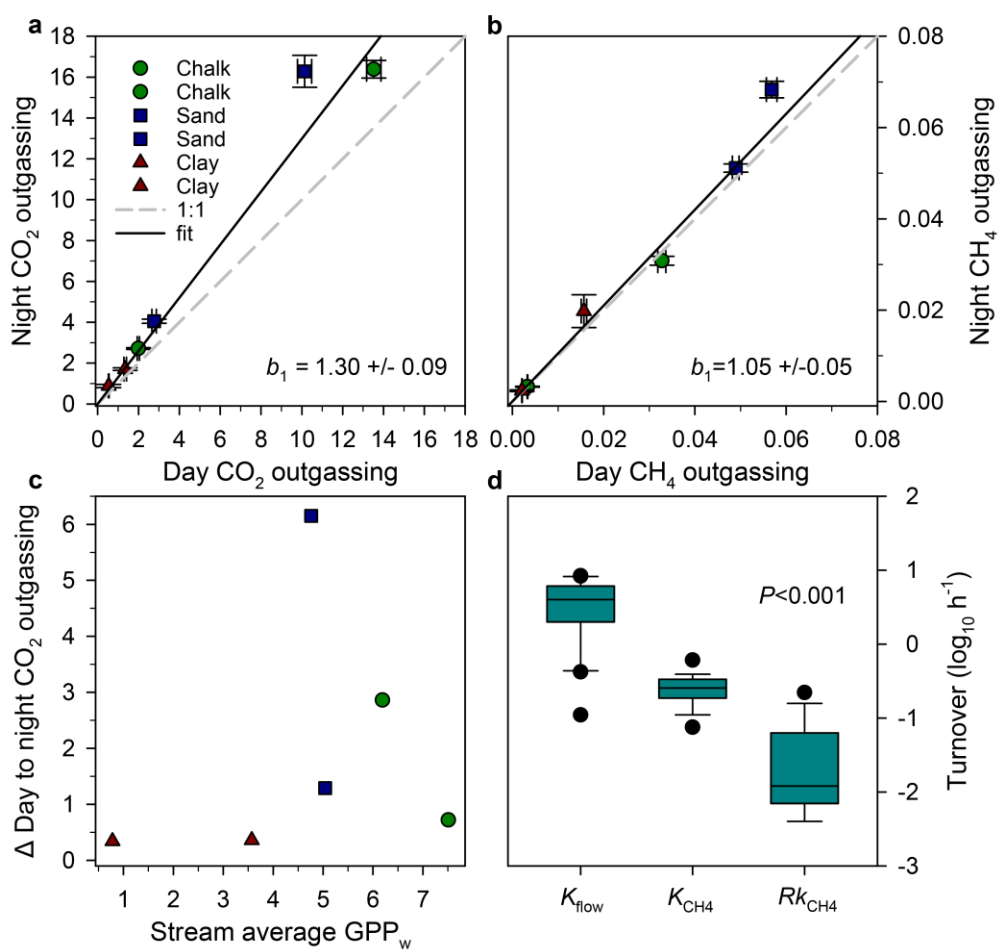 a
18
16
14
12
10
8
6
4
2
0
Night CO2 outgassing
Chalk
Chalk
Sand
Sand
Clay
Clay
1:1
fit
b1 = 1.30 +/- 0.09
0 2 4 6 8 10 12 14 16 18
Day CO2 outgassing
b
0.08
0.06
0.04
0.02
0.00
Night CH4 outgassing
b1=1.05 +/-0.05
0.00 0.02 0.04 0.06 0.08
Day CH4 outgassing
c
6
5
4
3
2
1
0
Δ Day to night CO2 outgassing
1 2 3 4 5 6 7
Stream average GPPw
d
2
1
0
-1
-2
-3
Turnover (log10 h-1)
P<0.001
Kflow KCH4 RkCH4